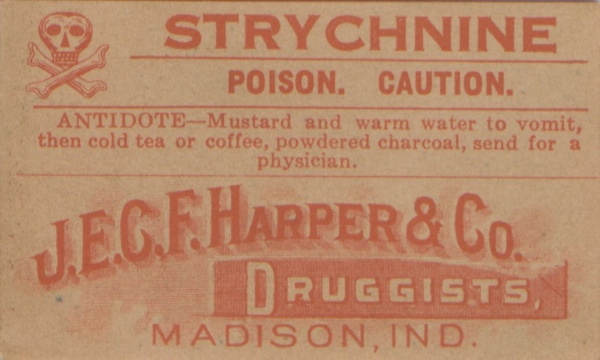 STRYCHNINE
POISON. CAUTION.
ANTIDOTE—Mustard and warm water to vomit,
then cold tea or coffee, powdered charcoal, send for a
physician.
J.E.C.F. HARPER & CO.
DRUGGISTS,
MADISON, IND.